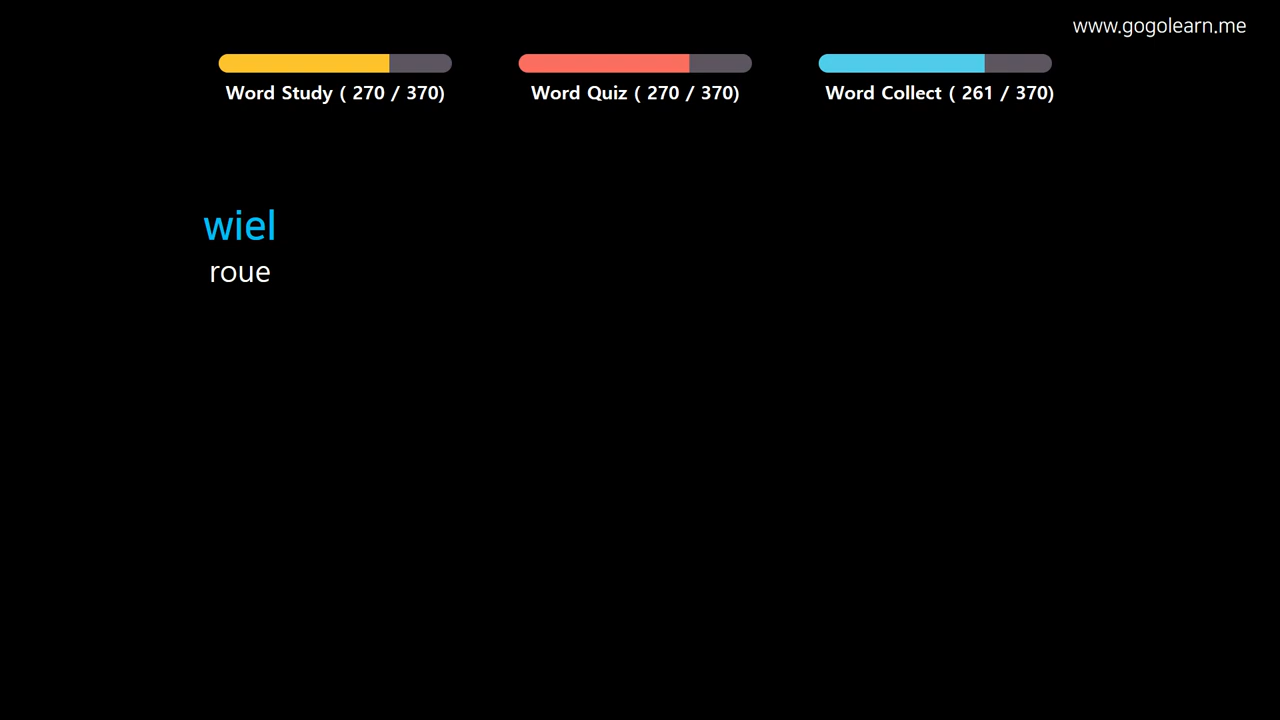 www.gogolearn.me
Word Study ( 270 / 370)
Word Quiz ( 270 / 370)
Word Collect ( 261 / 370)
wiel
roue